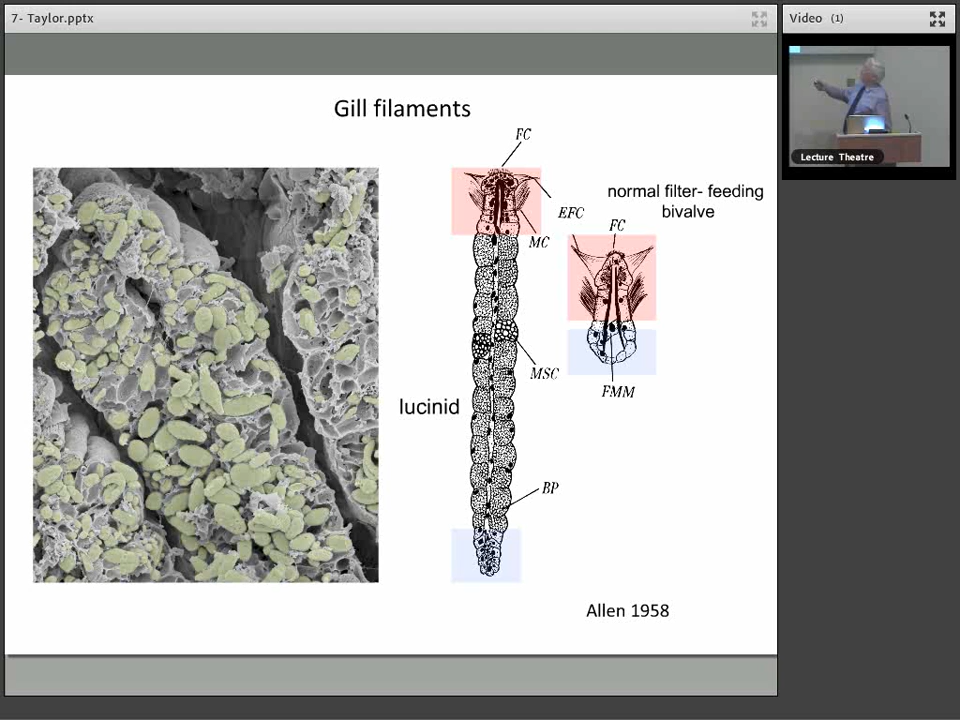 7- Taylor.pptx
Video (1)
Lecture Theatre
Gill filaments
FC
normal filter- feeding
bivalve
EFC
FC
MC
MSC
FMM
lucinid
BP
Allen 1958